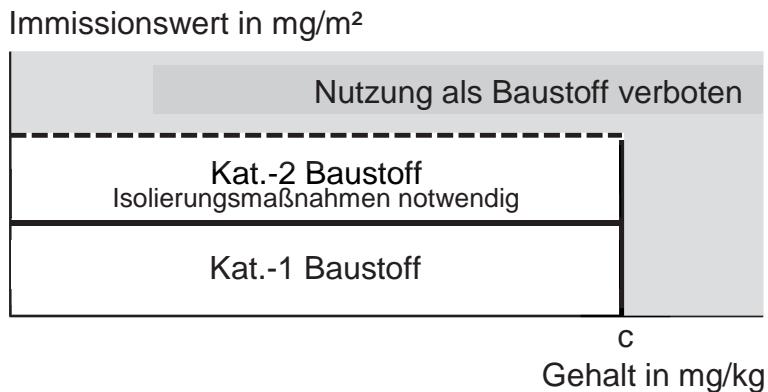 Immissionswert in mg/m²
Nutzung als Baustoff verboten
Kat.-2 Baustoff
Isolierungsmaßnahmen notwendig
Kat.-1 Baustoff
c
Gehalt in mg/kg